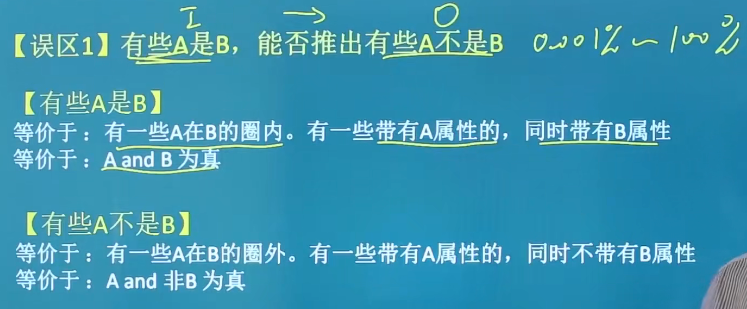 I → O
【误区1】有些A是B，能否推出有些A不是B 0.001% ~ 100%
【有些A是B】
等价于：有一些A在B的圈内。有一些带有A属性的，同时带有B属性
等价于：A and B 为真
【有些A不是B】
等价于：有一些A在B的圈外。有一些带有A属性的，同时不带有B属性
等价于：A and 非B 为真